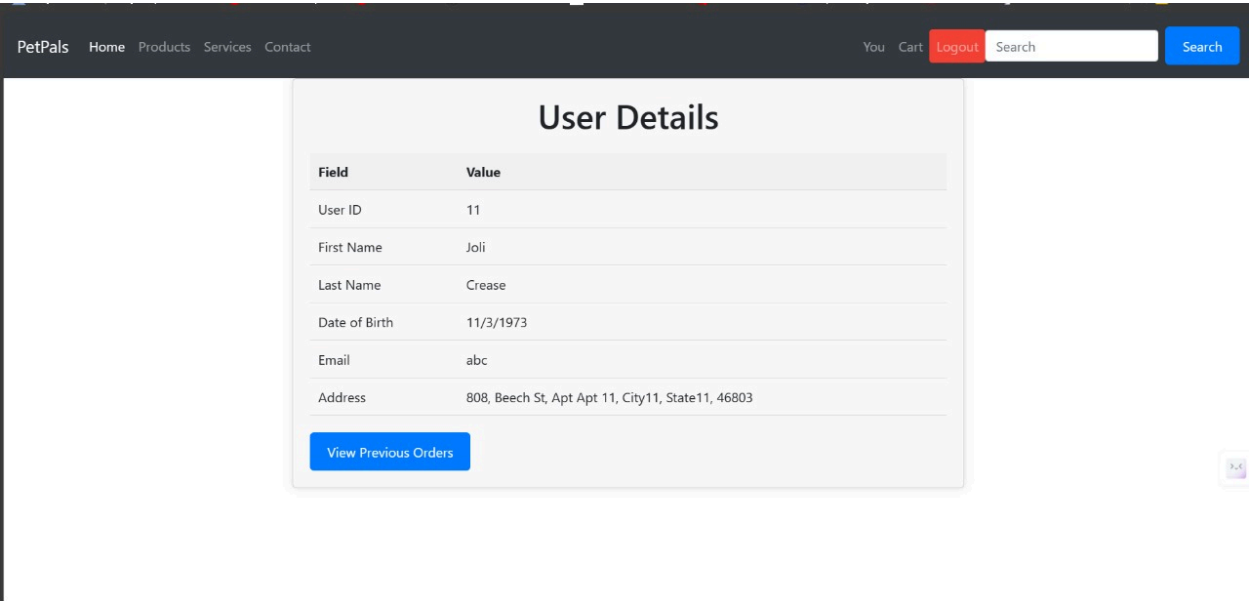 PetPals Home Products Services Contact You Cart Logout Search Search
User Details
Field Value
User ID 11
First Name Joli
Last Name Crease
Date of Birth 11/3/1973
Email abc
Address 808, Beech St, Apt Apt 11, City11, State11, 46803
View Previous Orders